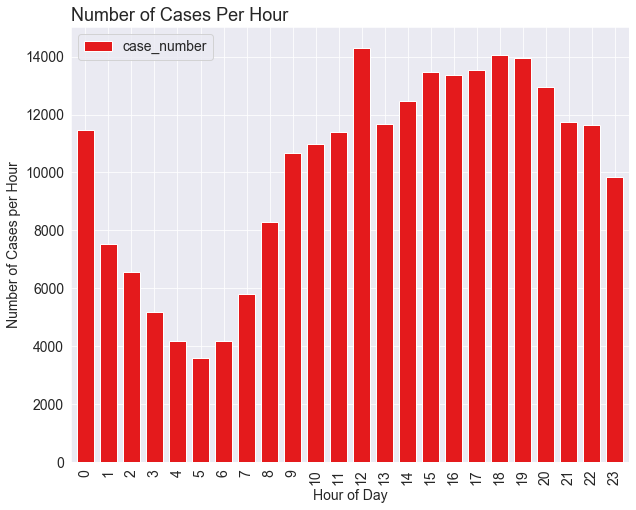 Number of Cases Per Hour
case_number
Number of Cases per Hour
14000
12000
10000
8000
6000
4000
2000
0
0 1 2 3 4 5 6 7 8 9 10 11 12 13 14 15 16 17 18 19 20 21 22 23
Hour of Day